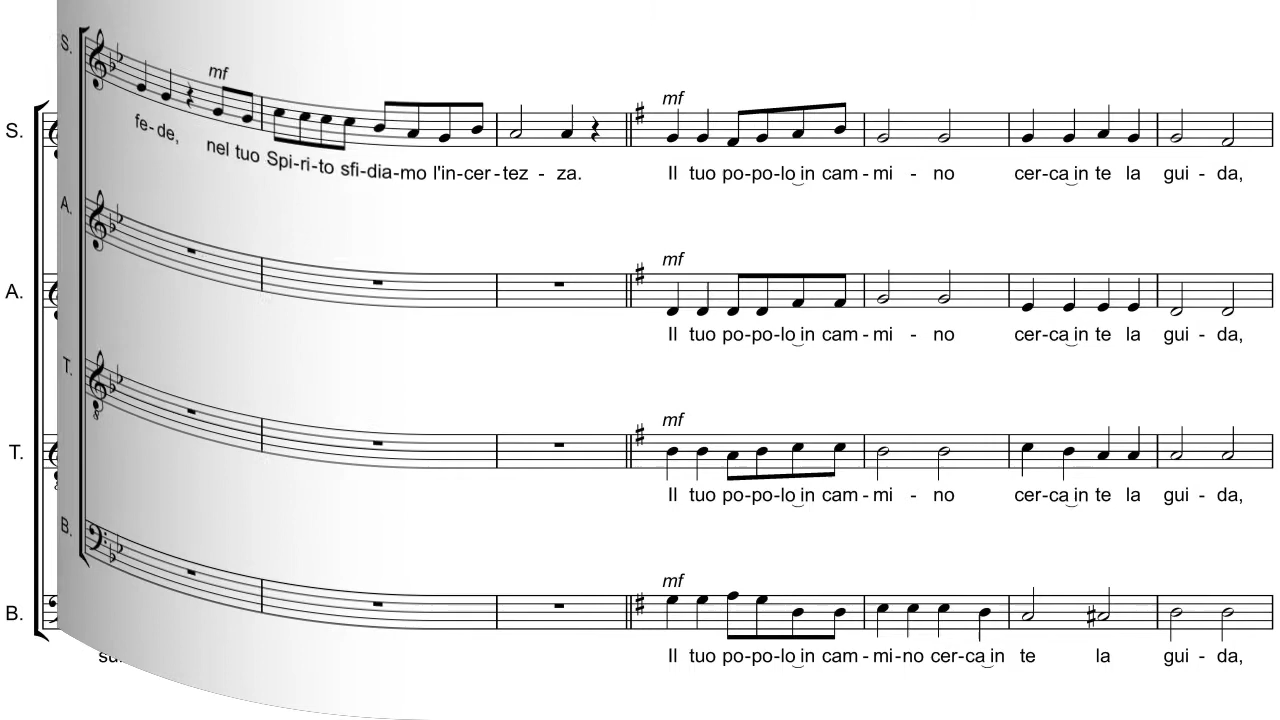 S.
mf
fe-de, nel tuo Spi-ri-to sfi-dia-mo l'in-cer-tez - za.
S.
mf
Il tuo po-po-lo‿in cam-mi - no cer-ca‿in te la gui - da,
A.
A.
mf
Il tuo po-po-lo‿in cam-mi - no cer-ca‿in te la gui - da,
T.
8
T.
mf
Il tuo po-po-lo‿in cam-mi - no cer-ca‿in te la gui - da,
B.
B.
mf
Il tuo po-po-lo‿in cam-mi-no cer-ca‿in te la gui - da,